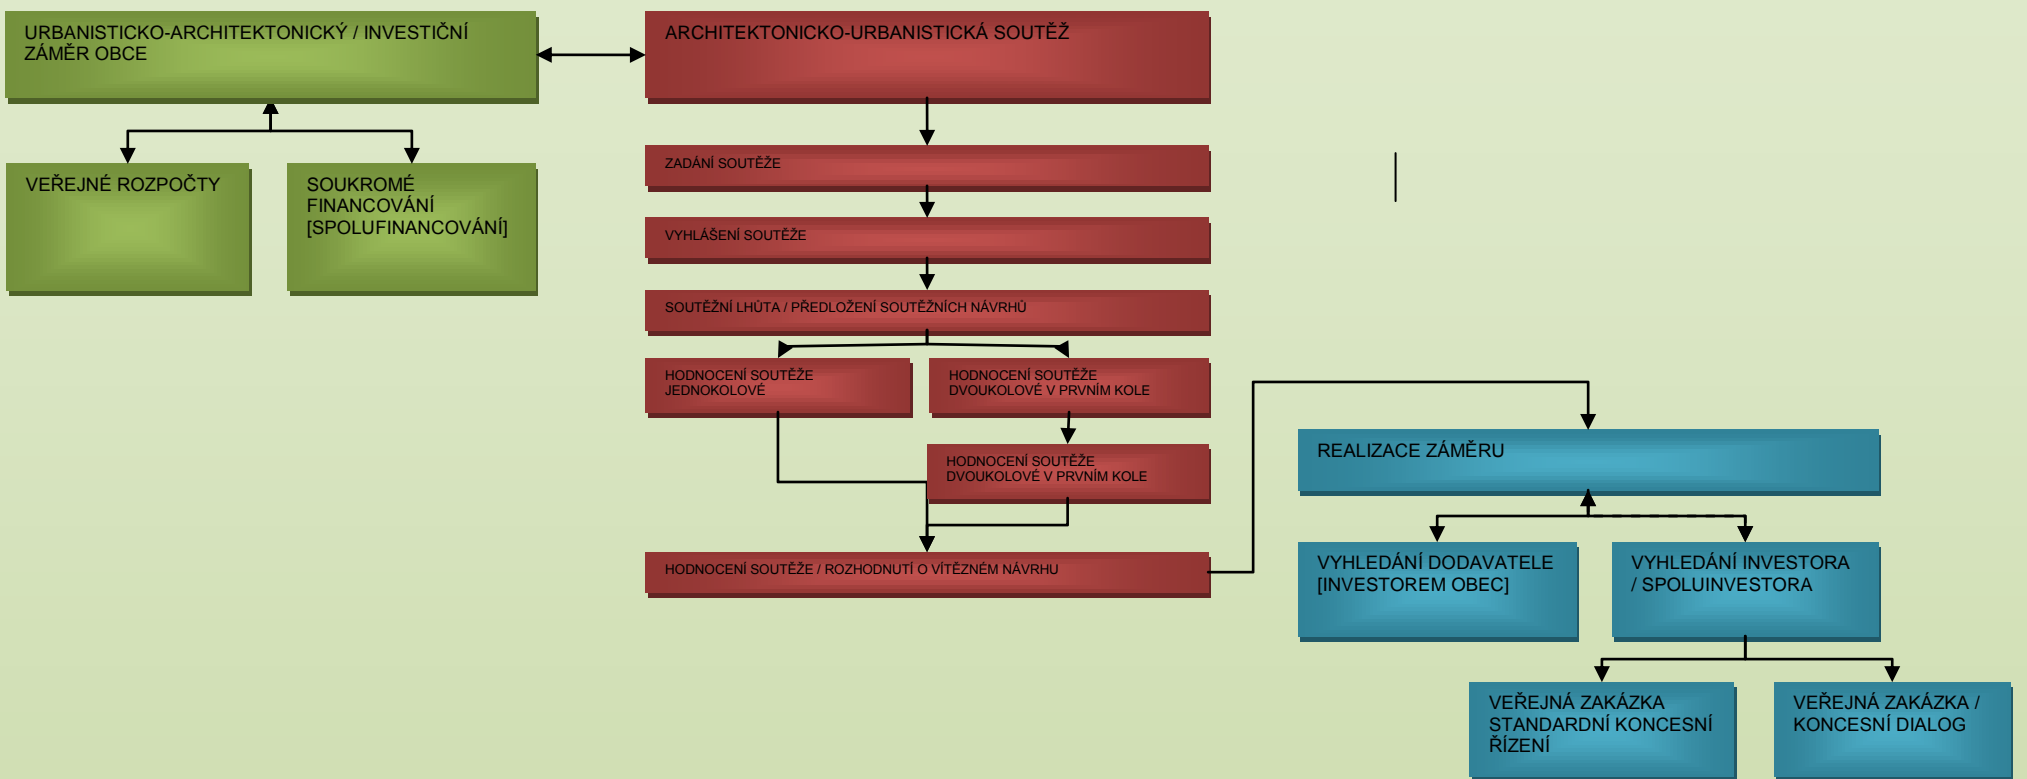 URBANISTICKO-ARCHITEKTONICKÝ / INVESTIČNÍ
ZÁMĚR OBCE
VEŘEJNÉ ROZPOČTY
SOUKROMÉ
FINANCOVÁNÍ
[SPOLUFINANCOVÁNÍ]
ARCHITEKTONICKO-URBANISTICKÁ SOUTĚŽ
ZADÁNÍ SOUTĚŽE
VYHLÁŠENÍ SOUTĚŽE
SOUTĚŽNÍ LHŮTA / PŘEDLOŽENÍ SOUTĚŽNÍCH NÁVRHŮ
HODNOCENÍ SOUTĚŽE
JEDNOKOLOVÉ
HODNOCENÍ SOUTĚŽE
DVOUKOLOVÉ V PRVNÍM KOLE
HODNOCENÍ SOUTĚŽE
DVOUKOLOVÉ V PRVNÍM KOLE
HODNOCENÍ SOUTĚŽE / ROZHODNUTÍ O VÍTĚZNÉM NÁVRHU
REALIZACE ZÁMĚRU
VYHLEDÁNÍ DODAVATELE
[INVESTOREM OBEC]
VYHLEDÁNÍ INVESTORA
/ SPOLUINVESTORA
VEŘEJNÁ ZAKÁZKA
STANDARDNÍ KONCESNÍ
ŘÍZENÍ
VEŘEJNÁ ZAKÁZKA /
KONCESNÍ DIALOG